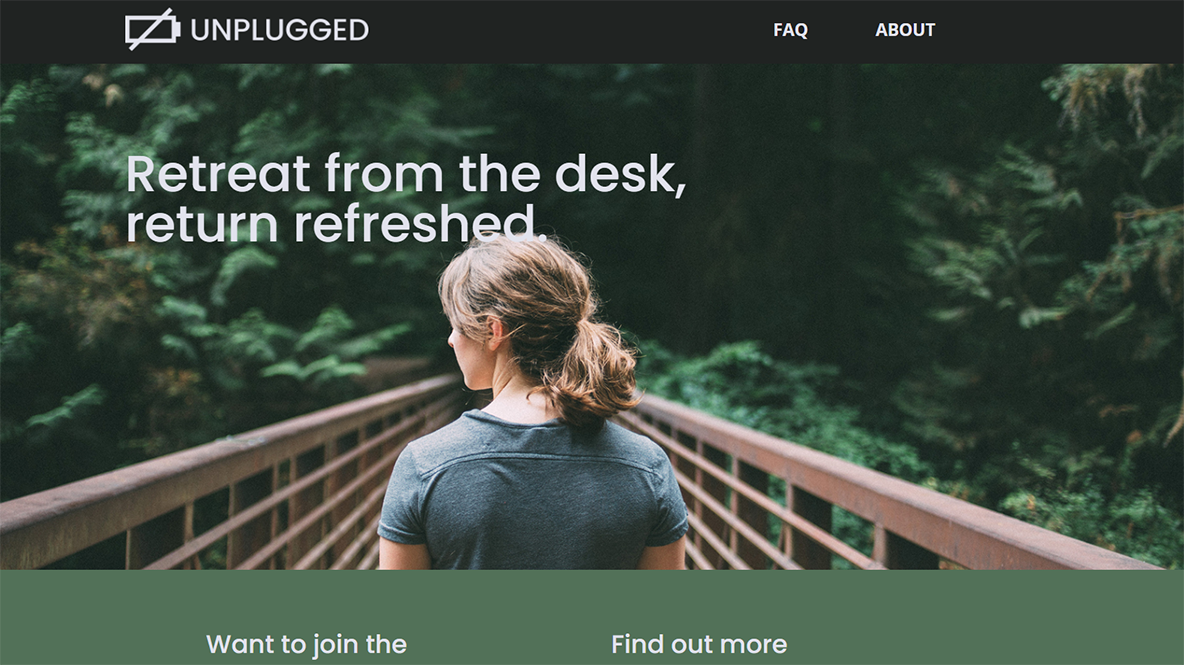 UNPLUGGED
FAQ
ABOUT
Retreat from the desk,
return refreshed.
Want to join the
Find out more